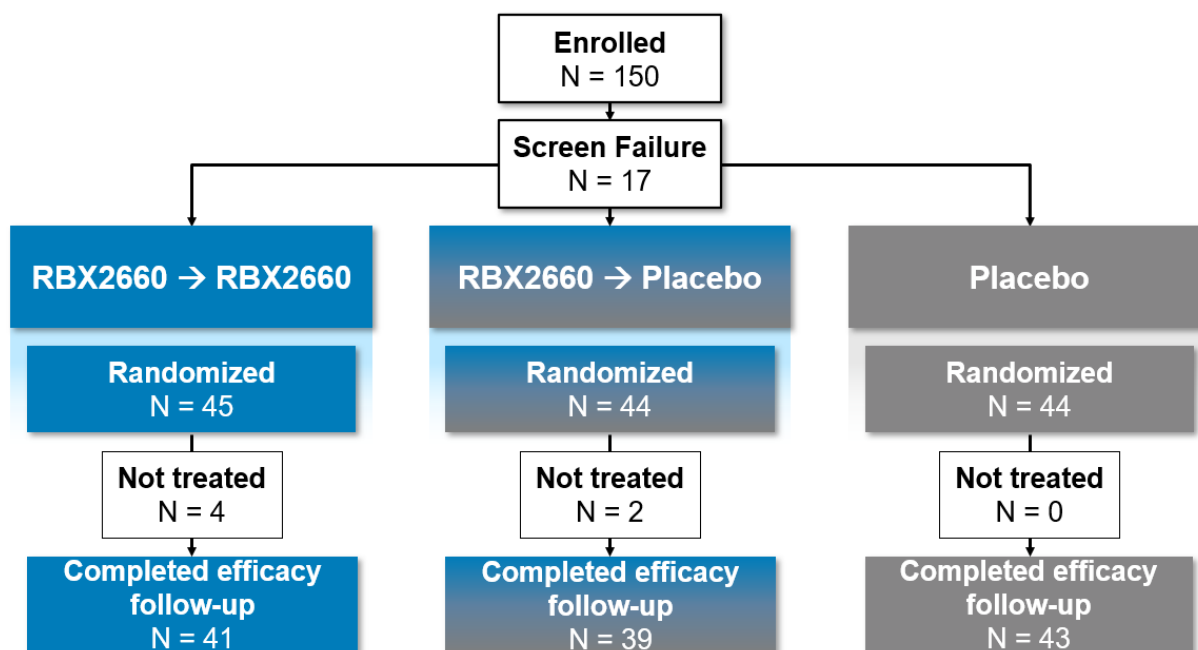 Enrolled
N = 150
Screen Failure
N = 17
RBX2660 → RBX2660
RBX2660 → Placebo
Placebo
Randomized
N = 45
Randomized
N = 44
Randomized
N = 44
Not treated
N = 4
Not treated
N = 2
Not treated
N = 0
Completed efficacy
follow-up
N = 41
Completed efficacy
follow-up
N = 39
Completed efficacy
follow-up
N = 43